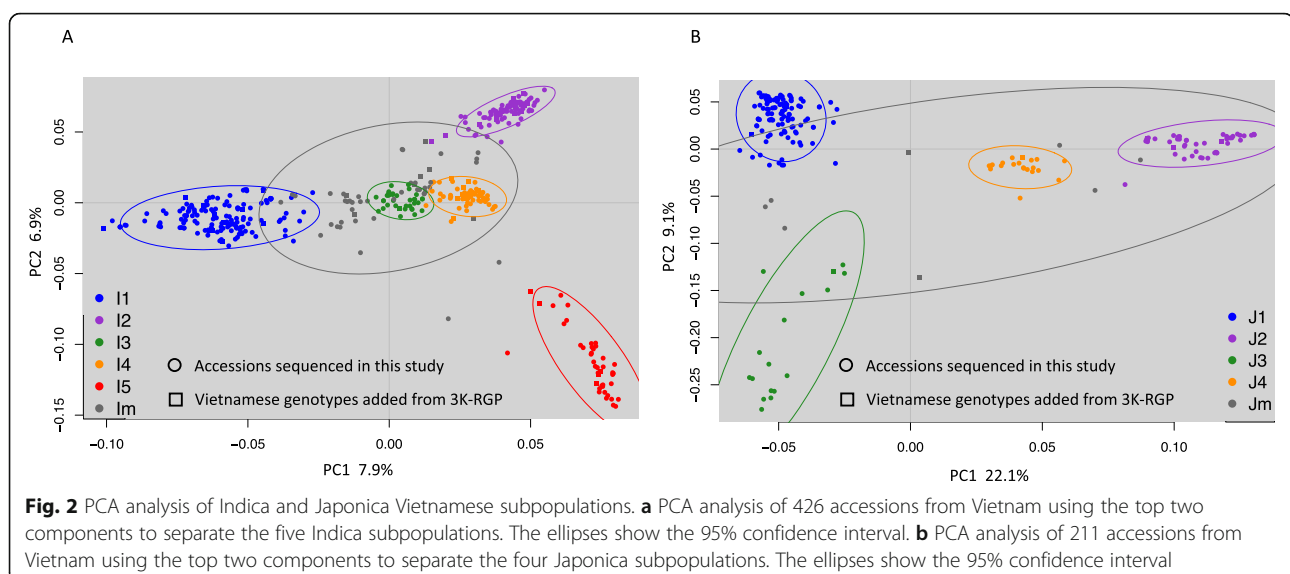 A
PC2 6.9%
0.05
0.00
−0.05
−0.10
−0.15
I1
I2
I3
I4
I5
Im
Accessions sequenced in this study
Vietnamese genotypes added from 3K-RGP
−0.10
−0.05
0.00
0.05
PC1 7.9%
B
PC2 9.1%
0.05
0.00
−0.05
−0.10
−0.15
−0.20
−0.25
J1
J2
J3
J4
Jm
Accessions sequenced in this study
Vietnamese genotypes added from 3K-RGP
−0.05
0.00
0.05
0.10
PC1 22.1%
Fig. 2 PCA analysis of Indica and Japonica Vietnamese subpopulations. a PCA analysis of 426 accessions from Vietnam using the top two
components to separate the five Indica subpopulations. The ellipses show the 95% confidence interval. b PCA analysis of 211 accessions from
Vietnam using the top two components to separate the four Japonica subpopulations. The ellipses show the 95% confidence interval